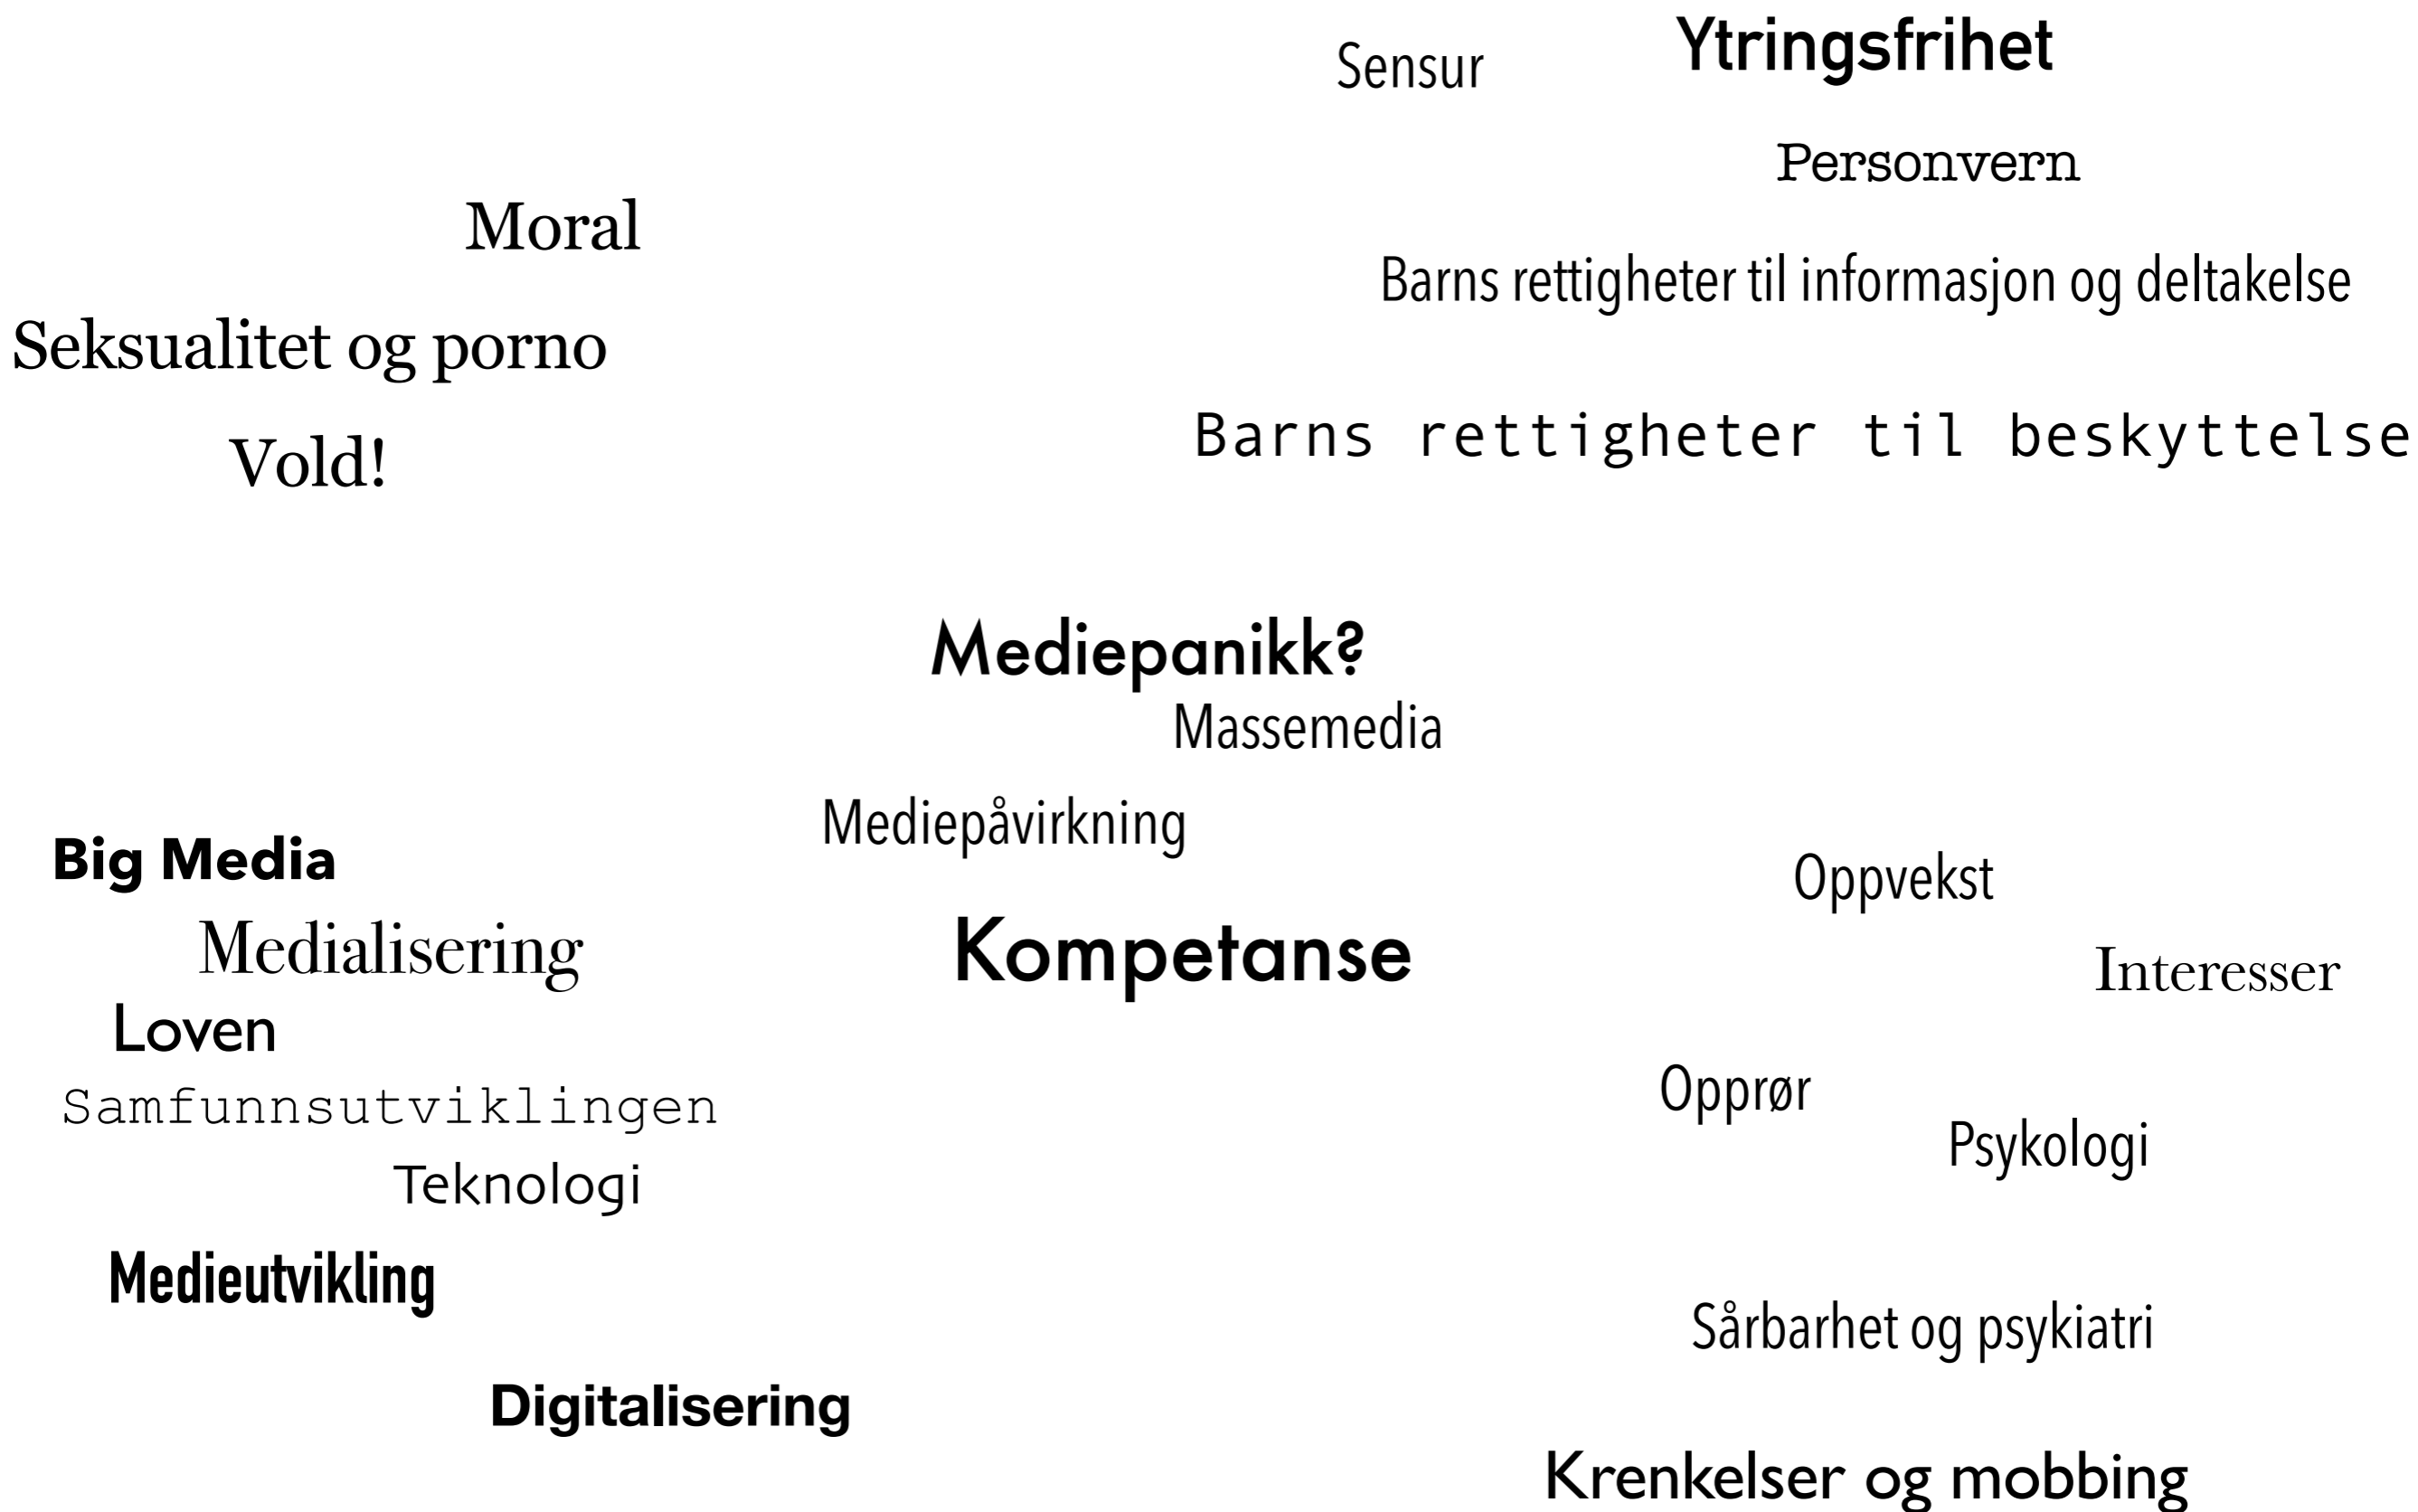 Ytringsfrihet
Sensur
Personvern
Moral
Barns rettigheter til informasjon og deltakelse
Seksualitet og porno
Barns rettigheter til beskyttelse
Vold!
Mediepanikk?
Massemedia
Mediepåvirkning
Big Media
Oppvekst
Medialisering
Kompetanse
Interesser
Loven
Opprør
Samfunnsutviklingen
Psykologi
Teknologi
Medieutvikling
Sårbarhet og psykiatri
Digitalisering
Krenkelser og mobbing